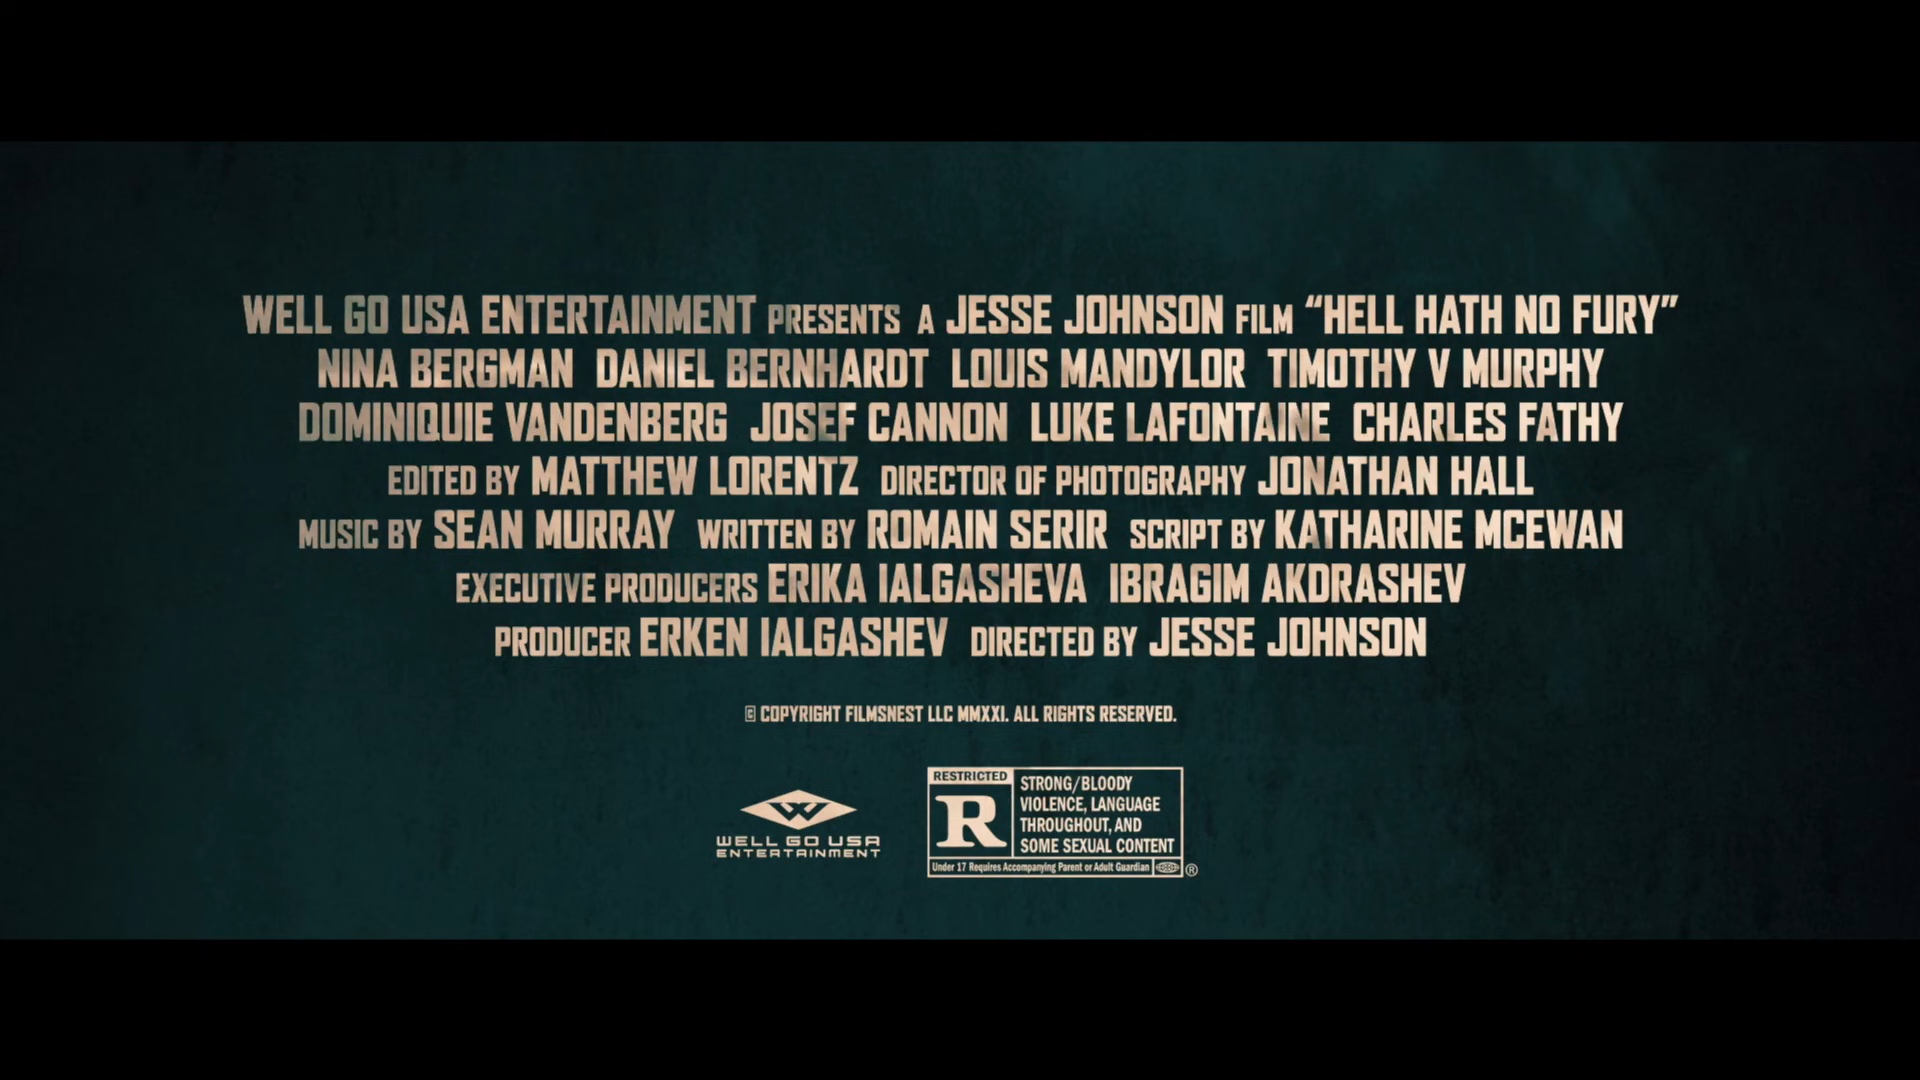 WELL GO USA ENTERTAINMENT PRESENTS A JESSE JOHNSON FILM “HELL HATH NO FURY”
NINA BERGMAN DANIEL BERNHARDT LOUIS MANDYLOR TIMOTHY V MURPHY
DOMINIQUIE VANDENBERG JOSEF CANNON LUKE LAFONTAINE CHARLES FATHY
EDITED BY MATTHEW LORENTZ DIRECTOR OF PHOTOGRAPHY JONATHAN HALL
MUSIC BY SEAN MURRAY WRITTEN BY ROMAIN SERIR SCRIPT BY KATHARINE MCEWAN
EXECUTIVE PRODUCERS ERIKA IALGASHEVA IBRAGIM AKDRASHEV
PRODUCER ERKEN IALGASHEV DIRECTED BY JESSE JOHNSON
© COPYRIGHT FILMSNEST LLC MMXXI. ALL RIGHTS RESERVED.
WELL GO USA
ENTERTAINMENT
RESTRICTED
R
STRONG/BLOODY
VIOLENCE, LANGUAGE
THROUGHOUT, AND
SOME SEXUAL CONTENT
Under 17 Requires Accompanying Parent or Adult Guardian ®